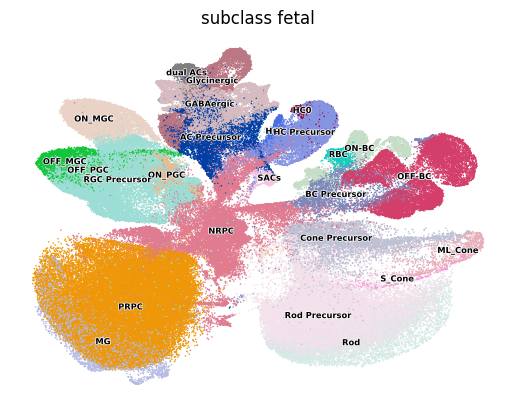 subclass fetal
dual ACs
Glycinergic
GABAergic
HC0
ON_MGC
AC Precursor
HC Precursor
ON-BC
RBC
OFF_MGC
OFF_PGC
RGC Precursor
ON_PGC
SACs
OFF-BC
BC Precursor
NRPC
Cone Precursor
ML_Cone
S_Cone
PRPC
Rod Precursor
MG
Rod